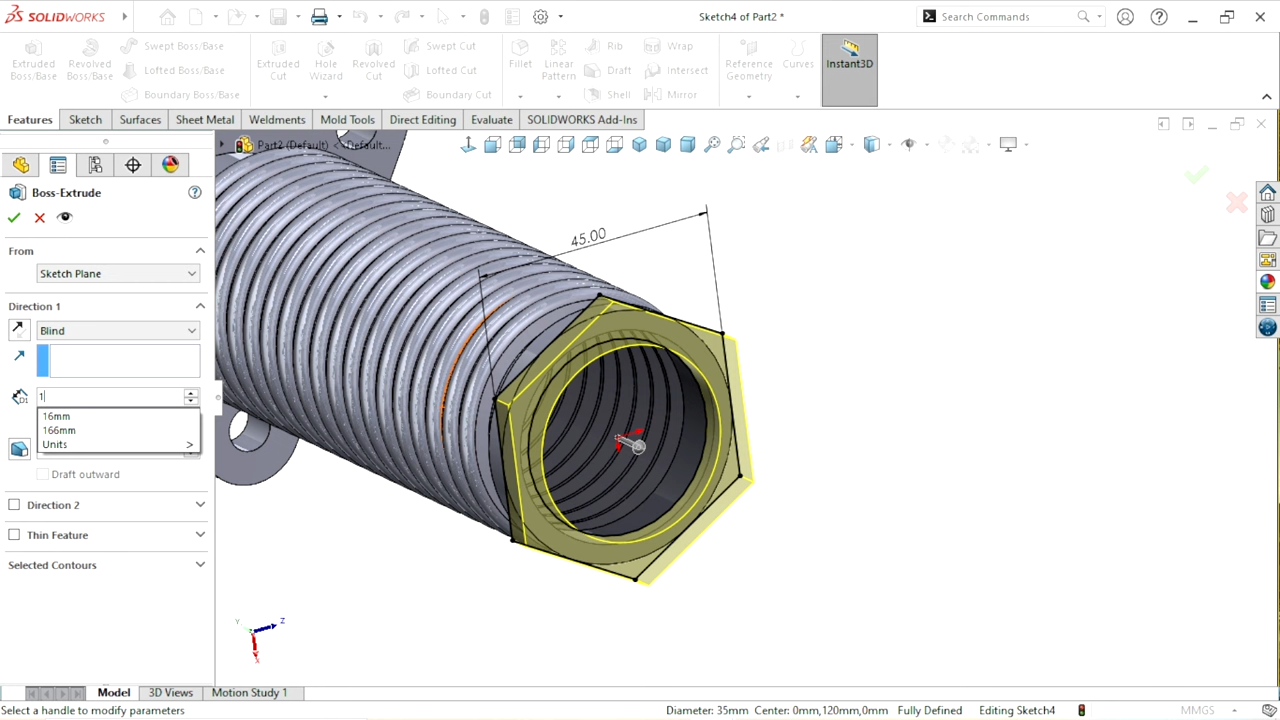 SOLIDWORKS
Sketch4 of Part2 *
Search Commands
Extruded Boss/Base
Revolved Boss/Base
Swept Boss/Base
Lofted Boss/Base
Boundary Boss/Base
Extruded Cut
Hole Wizard
Revolved Cut
Swept Cut
Lofted Cut
Boundary Cut
Fillet
Linear Pattern
Rib
Draft
Shell
Wrap
Intersect
Mirror
Reference Geometry
Curves
Instant3D
Features
Sketch
Surfaces
Sheet Metal
Weldments
Mold Tools
Direct Editing
Evaluate
SOLIDWORKS Add-Ins
Part2 (Default) <<Default...
Boss-Extrude
From
Sketch Plane
Direction 1
Blind
1
16mm
166mm
Units >
Draft outward
Direction 2
Thin Feature
Selected Contours
45.00
Y
Z
X
Model
3D Views
Motion Study 1
Select a handle to modify parameters
Diameter: 35mm Center: 0mm,120mm,0mm
Fully Defined
Editing Sketch4
MMGS